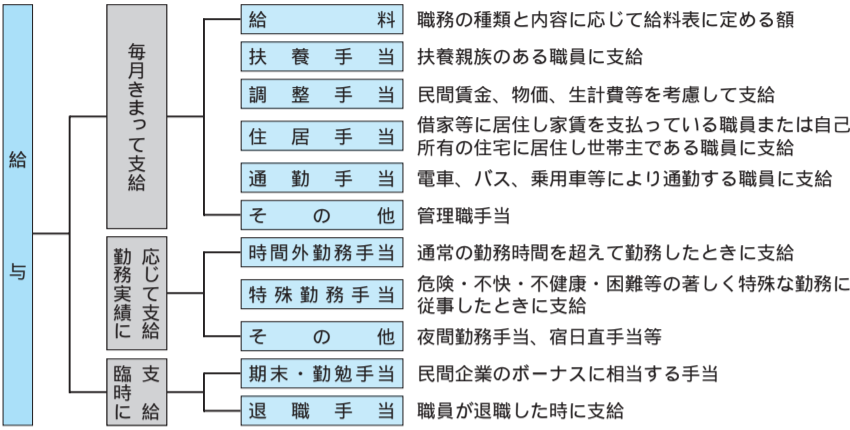 給与
毎月きまって支給
給料 職務の種類と内容に応じて給料表に定める額
扶養手当 扶養親族のある職員に支給
調整手当 民間賃金、物価、生計費等を考慮して支給
住居手当 借家等に居住し家賃を支払っている職員または自己
所有の住宅に居住し世帯主である職員に支給
通勤手当 電車、バス、乗用車等により通勤する職員に支給
その他 管理職手当
勤務実績に
応じて支給
時間外勤務手当 通常の勤務時間を超えて勤務したときに支給
特殊勤務手当 危険・不快・不健康・困難等の著しく特殊な勤務に
従事したときに支給
その他 夜間勤務手当、宿日直手当等
臨時に
支給
期末・勤勉手当 民間企業のボーナスに相当する手当
退職手当 職員が退職した時に支給